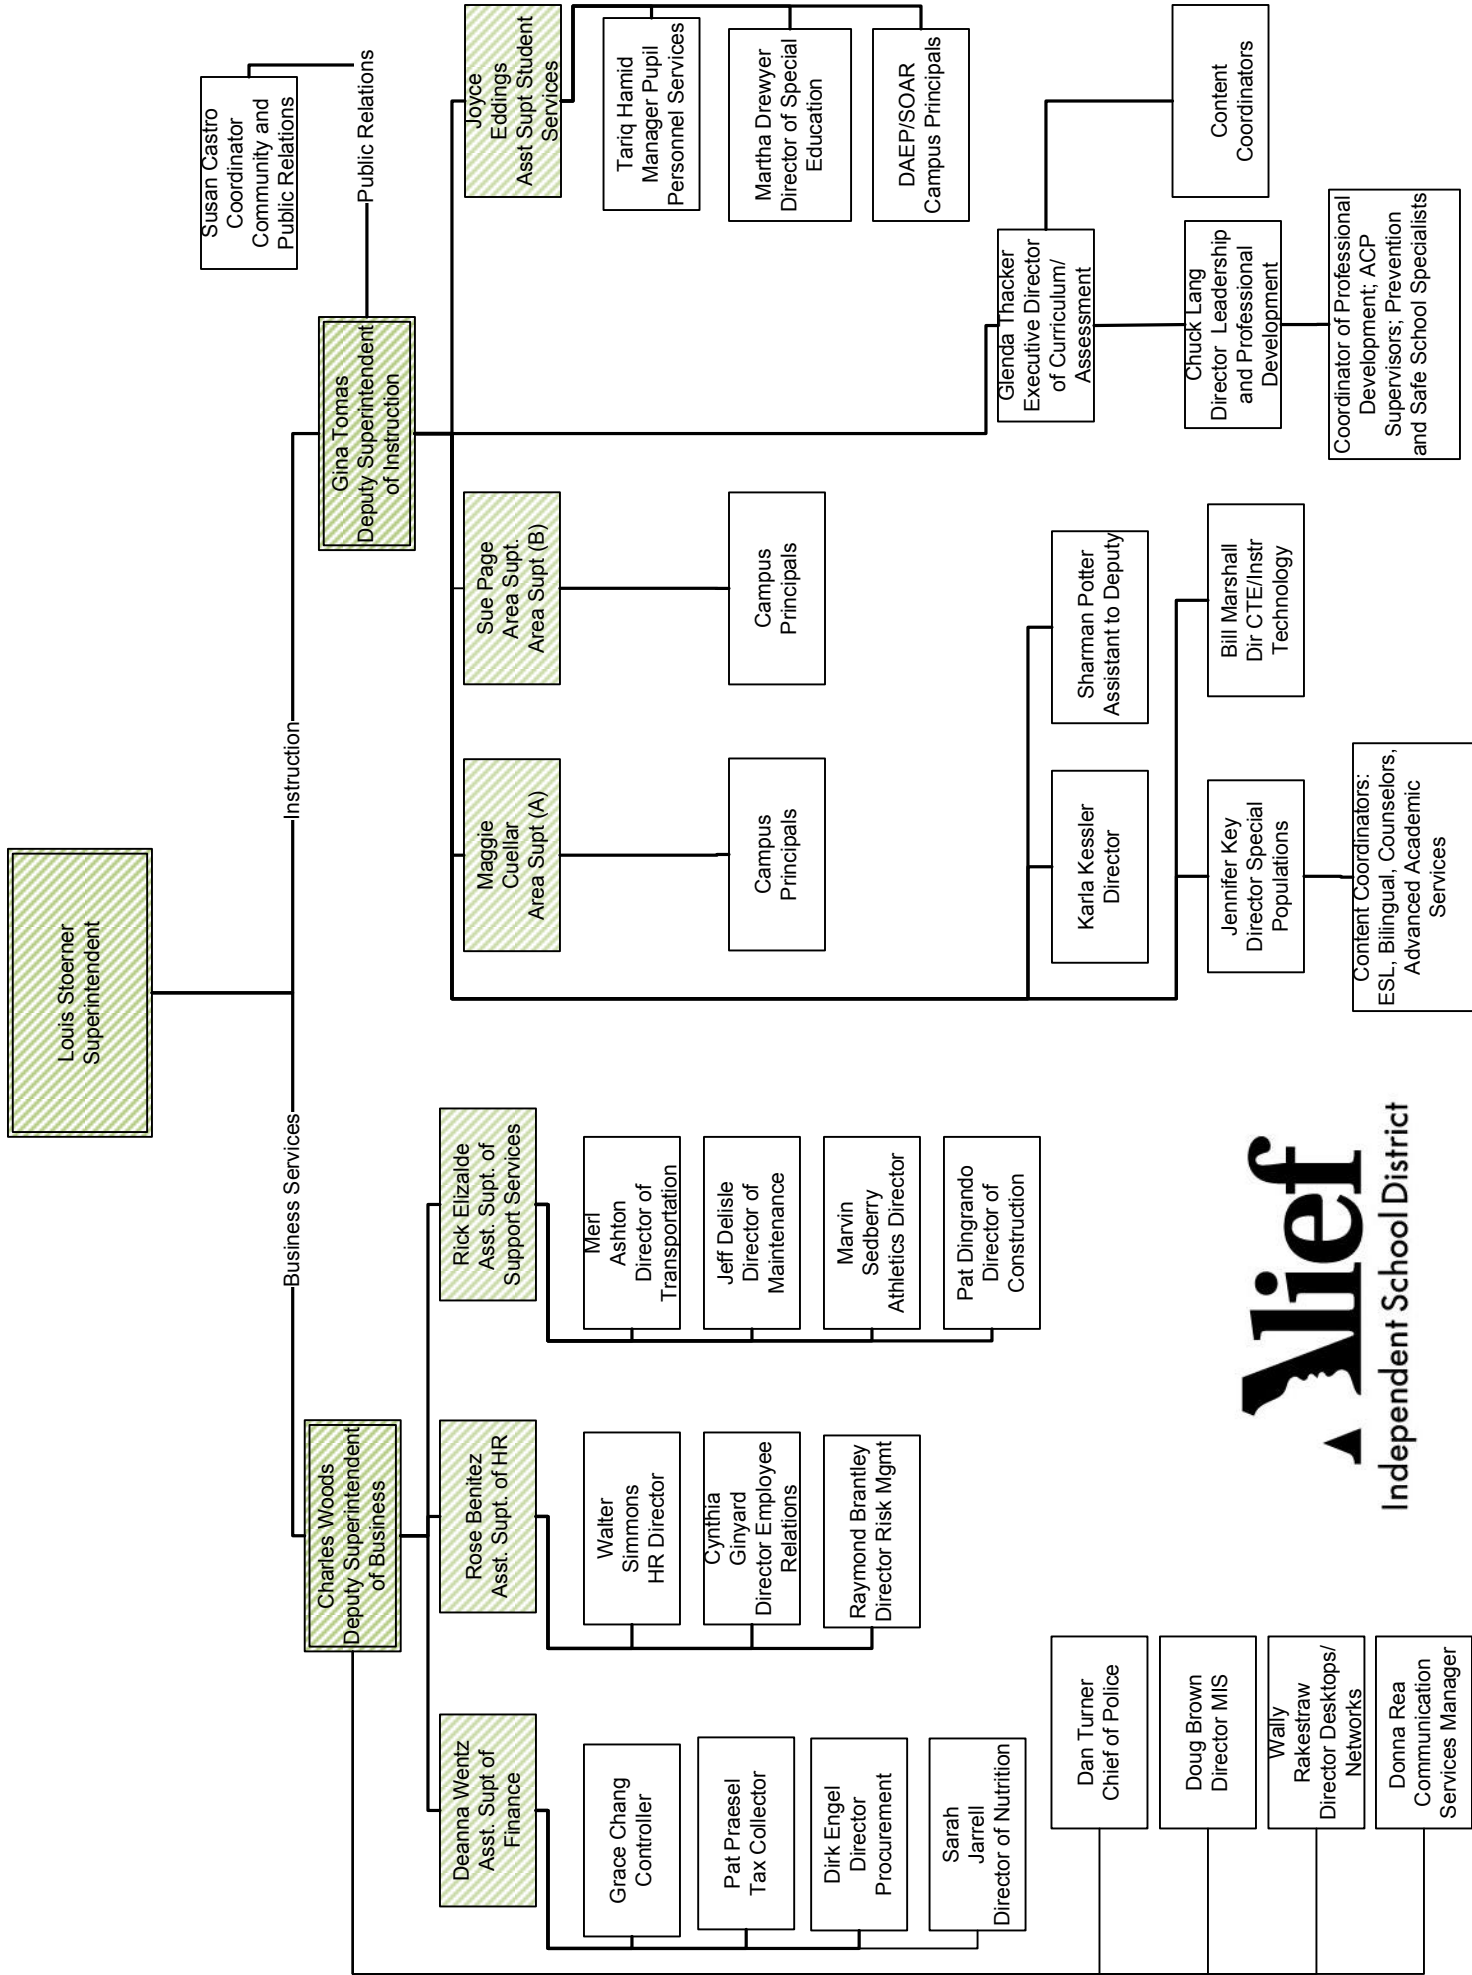 Louis Stoerner
Superintendent
Business Services
Instruction
Charles Woods
Deputy Superintendent
of Business
Gina Tomas
Deputy Superintendent
of Instruction
Public Relations
Susan Castro
Coordinator
Community and
Public Relations
Deanna Wentz
Asst. Supt of
Finance
Rose Benitez
Asst. Supt. of HR
Rick Elizalde
Asst. Supt. of
Support Services
Maggie
Cuellar
Area Supt (A)
Sue Page
Area Supt.
Area Supt (B)
Joyce
Eddings
Asst Supt Student
Services
Grace Chang
Controller
Pat Praesel
Tax Collector
Dirk Engel
Director
Procurement
Sarah
Jarrell
Director of Nutrition
Walter
Simmons
HR Director
Cynthia
Ginyard
Director Employee
Relations
Raymond Brantley
Director Risk Mgmt
Merl
Ashton
Director of
Transportation
Jeff Delisle
Director of
Maintenance
Marvin
Sedberry
Athletics Director
Pat Dingrando
Director of
Construction
Campus
Principals
Campus
Principals
Tariq Hamid
Manager Pupil
Personnel Services
Martha Drewyer
Director of Special
Education
DAEP/SOAR
Campus Principals
Dan Turner
Chief of Police
Doug Brown
Director MIS
Wally
Rakestraw
Director Desktops/
Networks
Donna Rea
Communication
Services Manager
Karla Kessler
Director
Sharman Potter
Assistant to Deputy
Jennifer Key
Director Special
Populations
Bill Marshall
Dir CTE/Instr
Technology
Content Coordinators:
ESL, Bilingual, Counselors,
Advanced Academic
Services
Glenda Thacker
Executive Director
of Curriculum/
Assessment
Content
Coordinators
Chuck Lang
Director Leadership
and Professional
Development
Coordinator of Professional
Development; ACP
Supervisors; Prevention
and Safe School Specialists
Alief
Independent School District